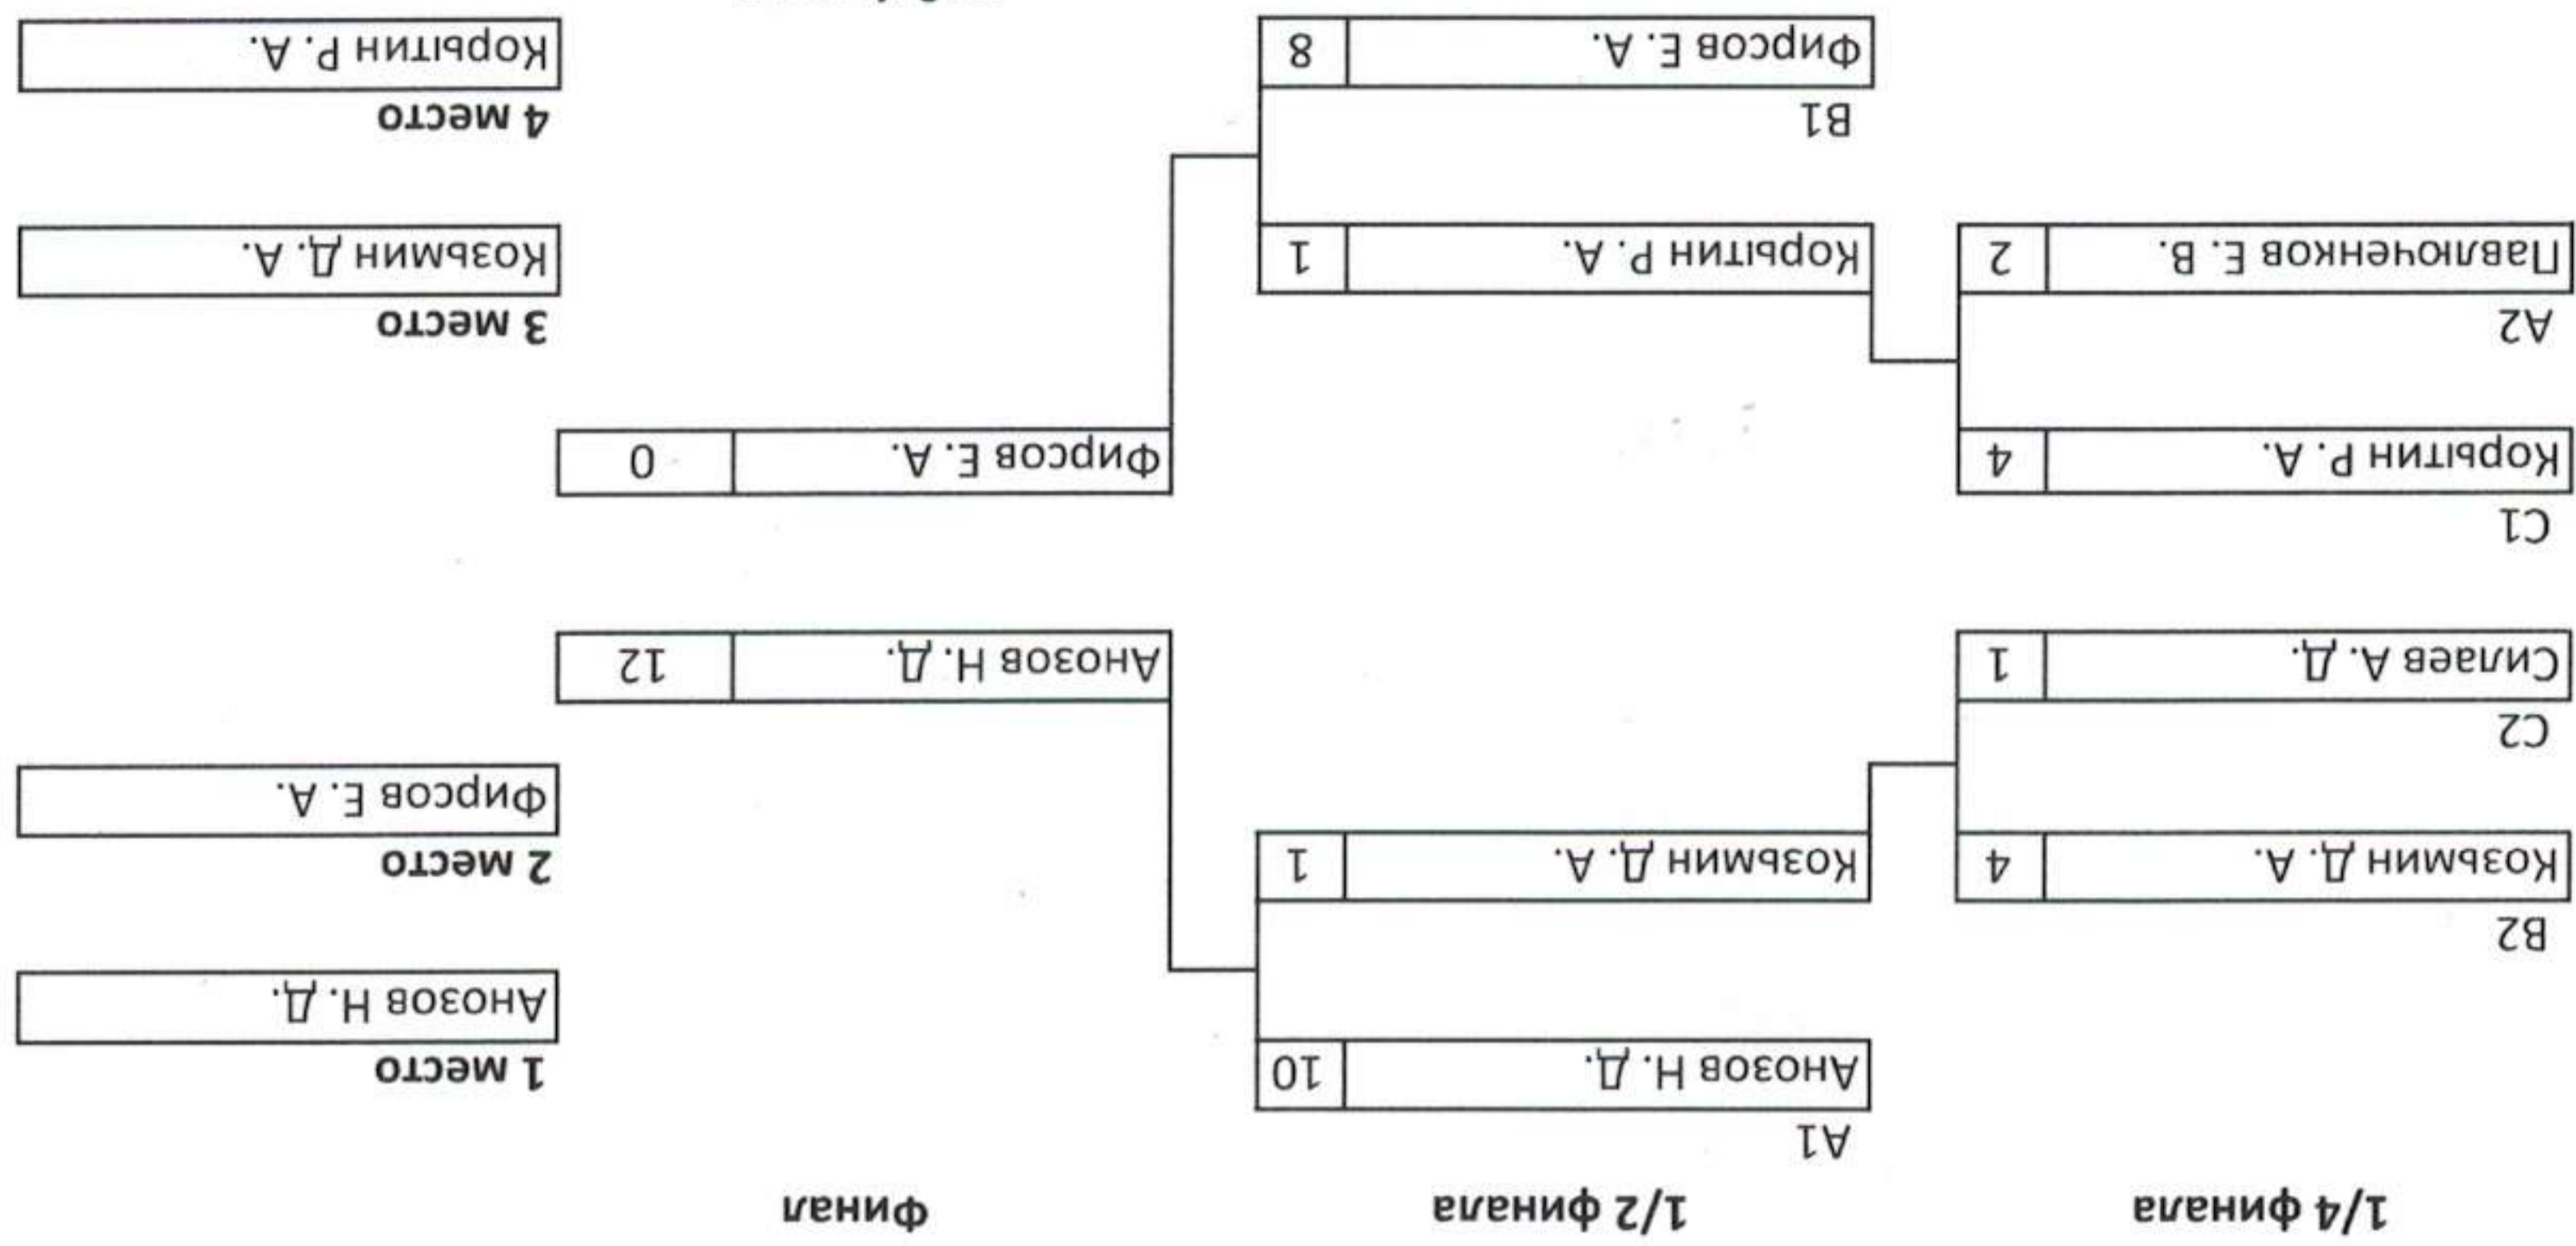 1/4 финала 1/2 финала Финал
A1
Анозов Н. Д. 10 1 место
Анозов Н. Д.
B2
Козьмин Д. А. 4 Козьмин Д. А. 1 2 место
Фирсов Е. А.
C2
Силаев А. Д. 1 Анозов Н. Д. 12
C1
Корытин Р. А. 4 Фирсов Е. А. 0
A2 3 место
Павлюченков Е. В. 2 Корытин Р. А. 1 Козьмин Д. А.
B1 4 место
Фирсов Е. А. 8 Корытин Р. А.